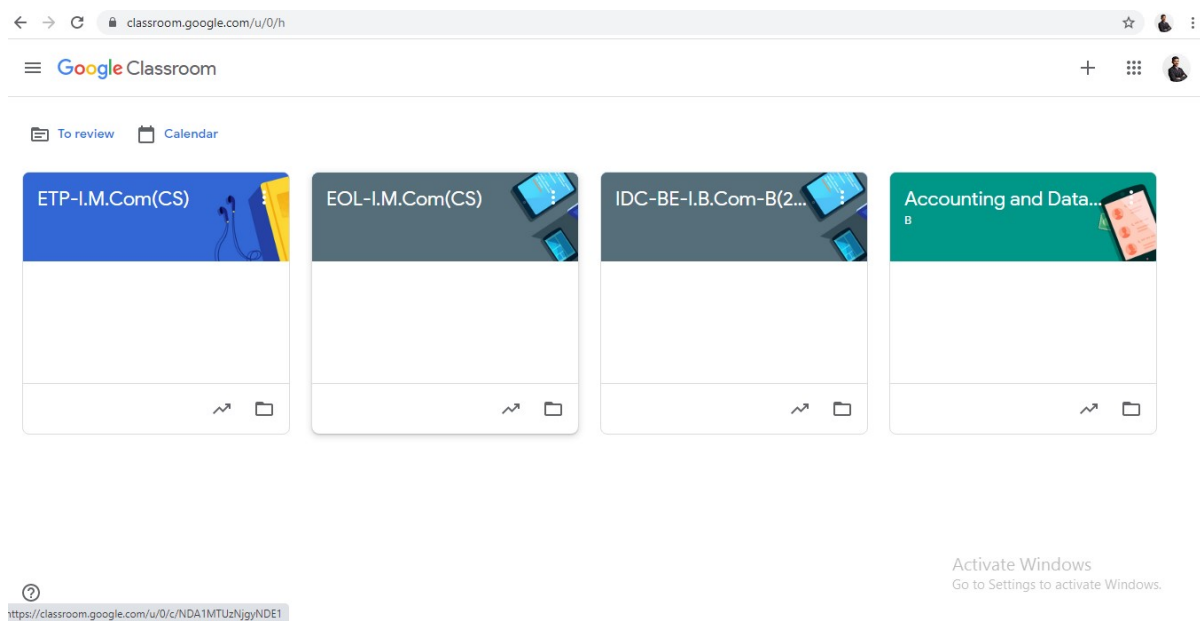 classroom.google.com/u/0/h
Google Classroom
To review Calendar
ETP-I.M.Com(CS) EOL-I.M.Com(CS) IDC-BE-I.B.Com-B(2... Accounting and Data...
B
Activate Windows
Go to Settings to activate Windows.
https://classroom.google.com/u/0/c/NDA1MTUzNjgyNDE1